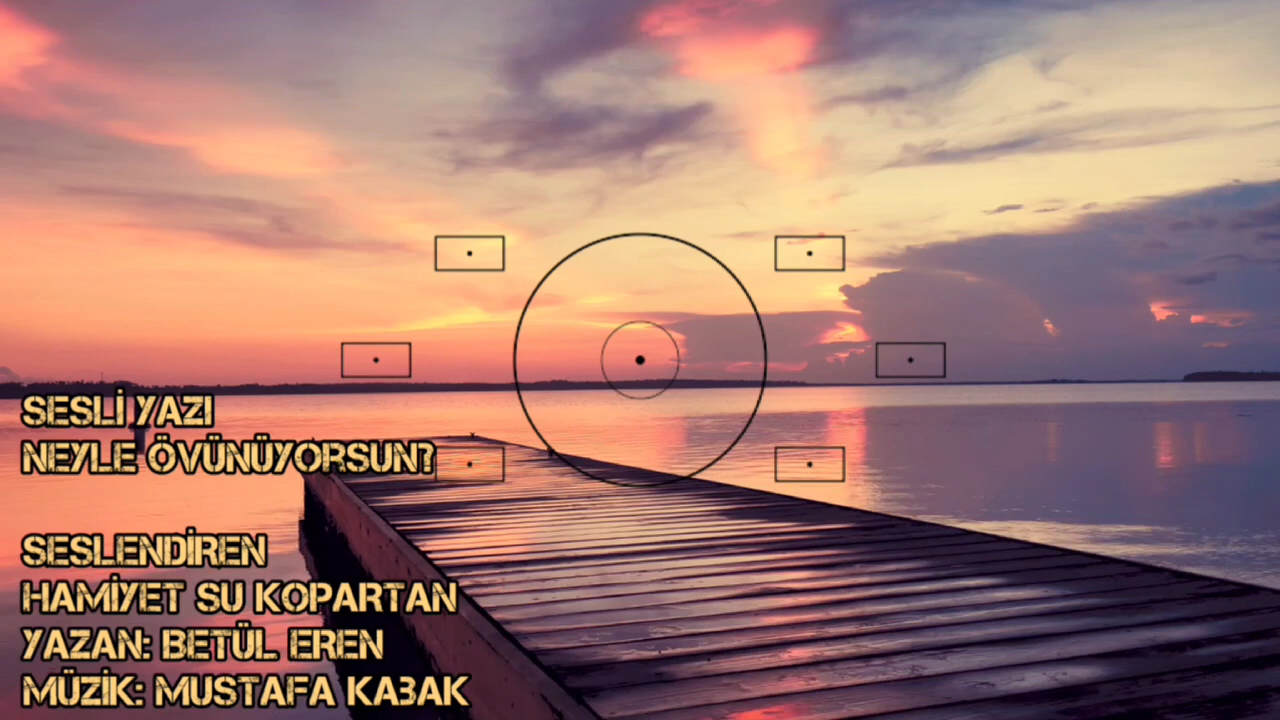 SESLİ YAZI
NEYLE ÖVÜNÜYORSUN?
SESLENDİREN
HAMİYET SU KOPARTAN
YAZAN: BETÜL EREN
MÜZİK: MUSTAFA KABAK